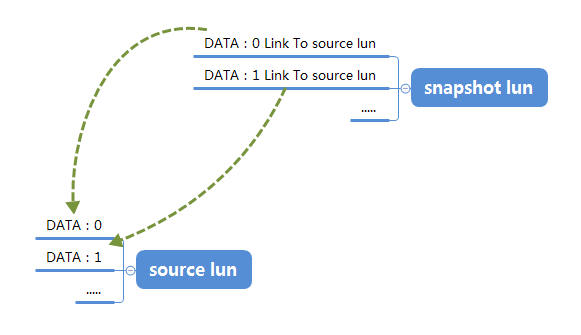 DATA : 0 Link To source lun
DATA : 1 Link To source lun
.....
snapshot lun
DATA : 0
DATA : 1
.....
source lun